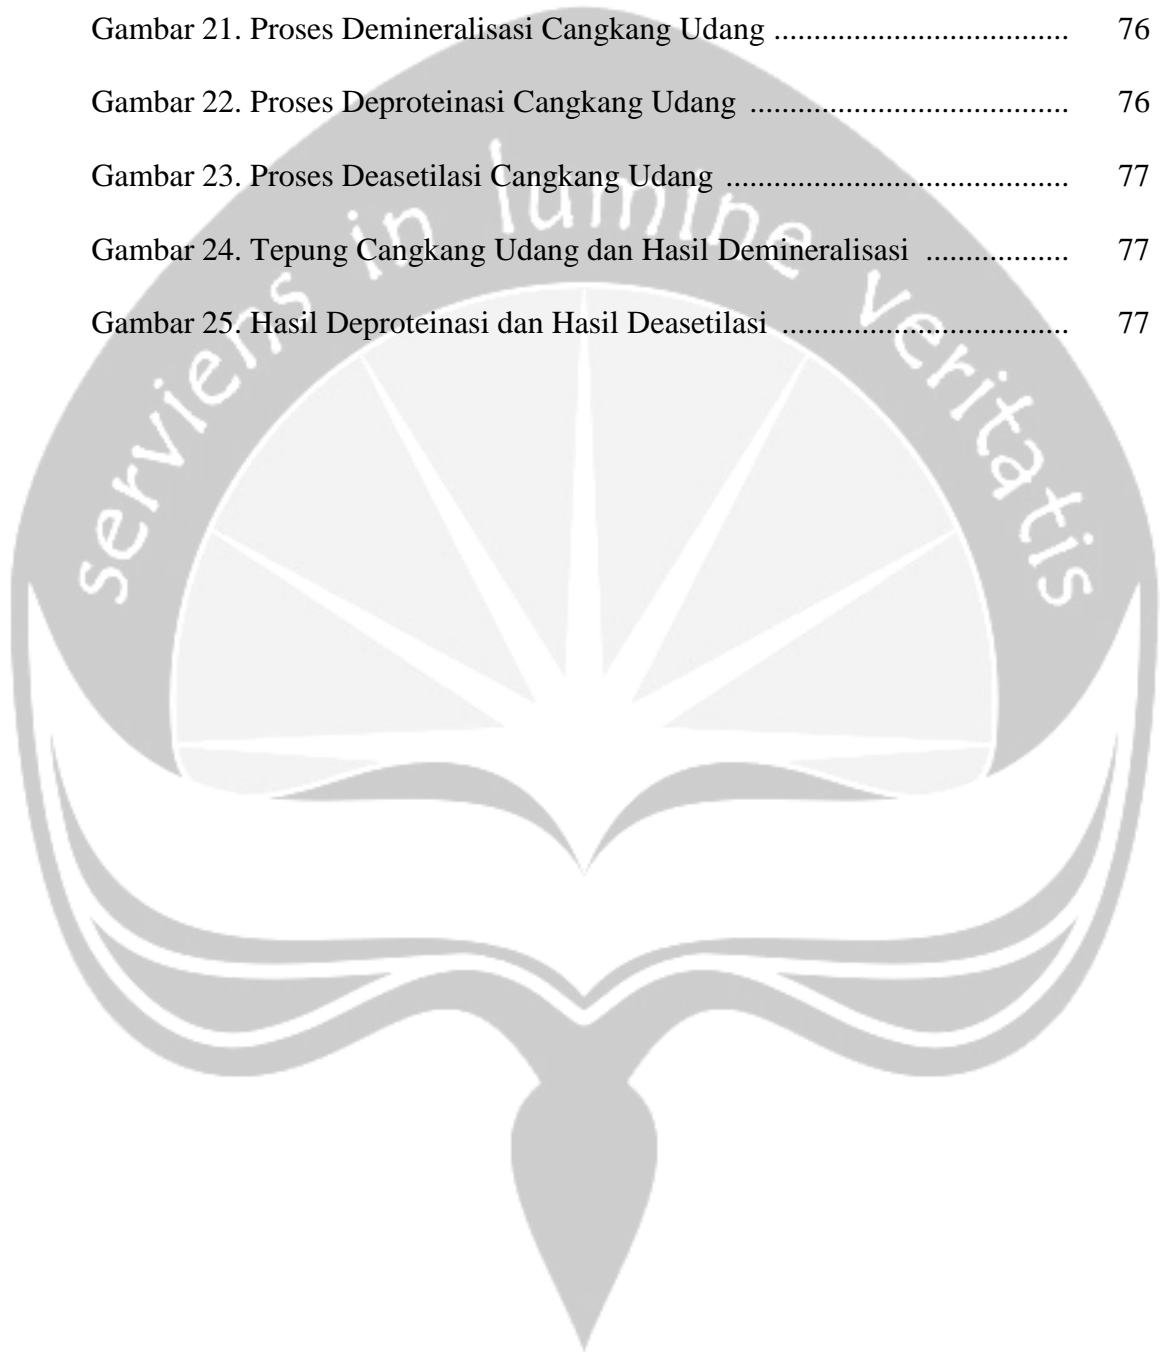 Gambar 21. Proses Demineralisasi Cangkang Udang ..................................... 76
Gambar 22. Proses Deproteinasi Cangkang Udang ........................................ 76
Gambar 23. Proses Deasetilasi Cangkang Udang ........................................... 77
Gambar 24. Tepung Cangkang Udang dan Hasil Demineralisasi .................. 77
Gambar 25. Hasil Deproteinasi dan Hasil Deasetilasi .................................... 77
serviens in lumine veritatis